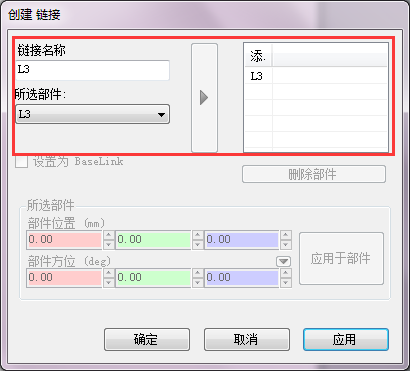 创建 链接
链接名称
L3
所选部件:
L3
添.
L3
设置为 BaseLink
删除部件
所选部件
部件位置 (mm)
0.00 0.00 0.00
部件方位 (deg)
0.00 0.00 0.00
应用于部件
确定 取消 应用